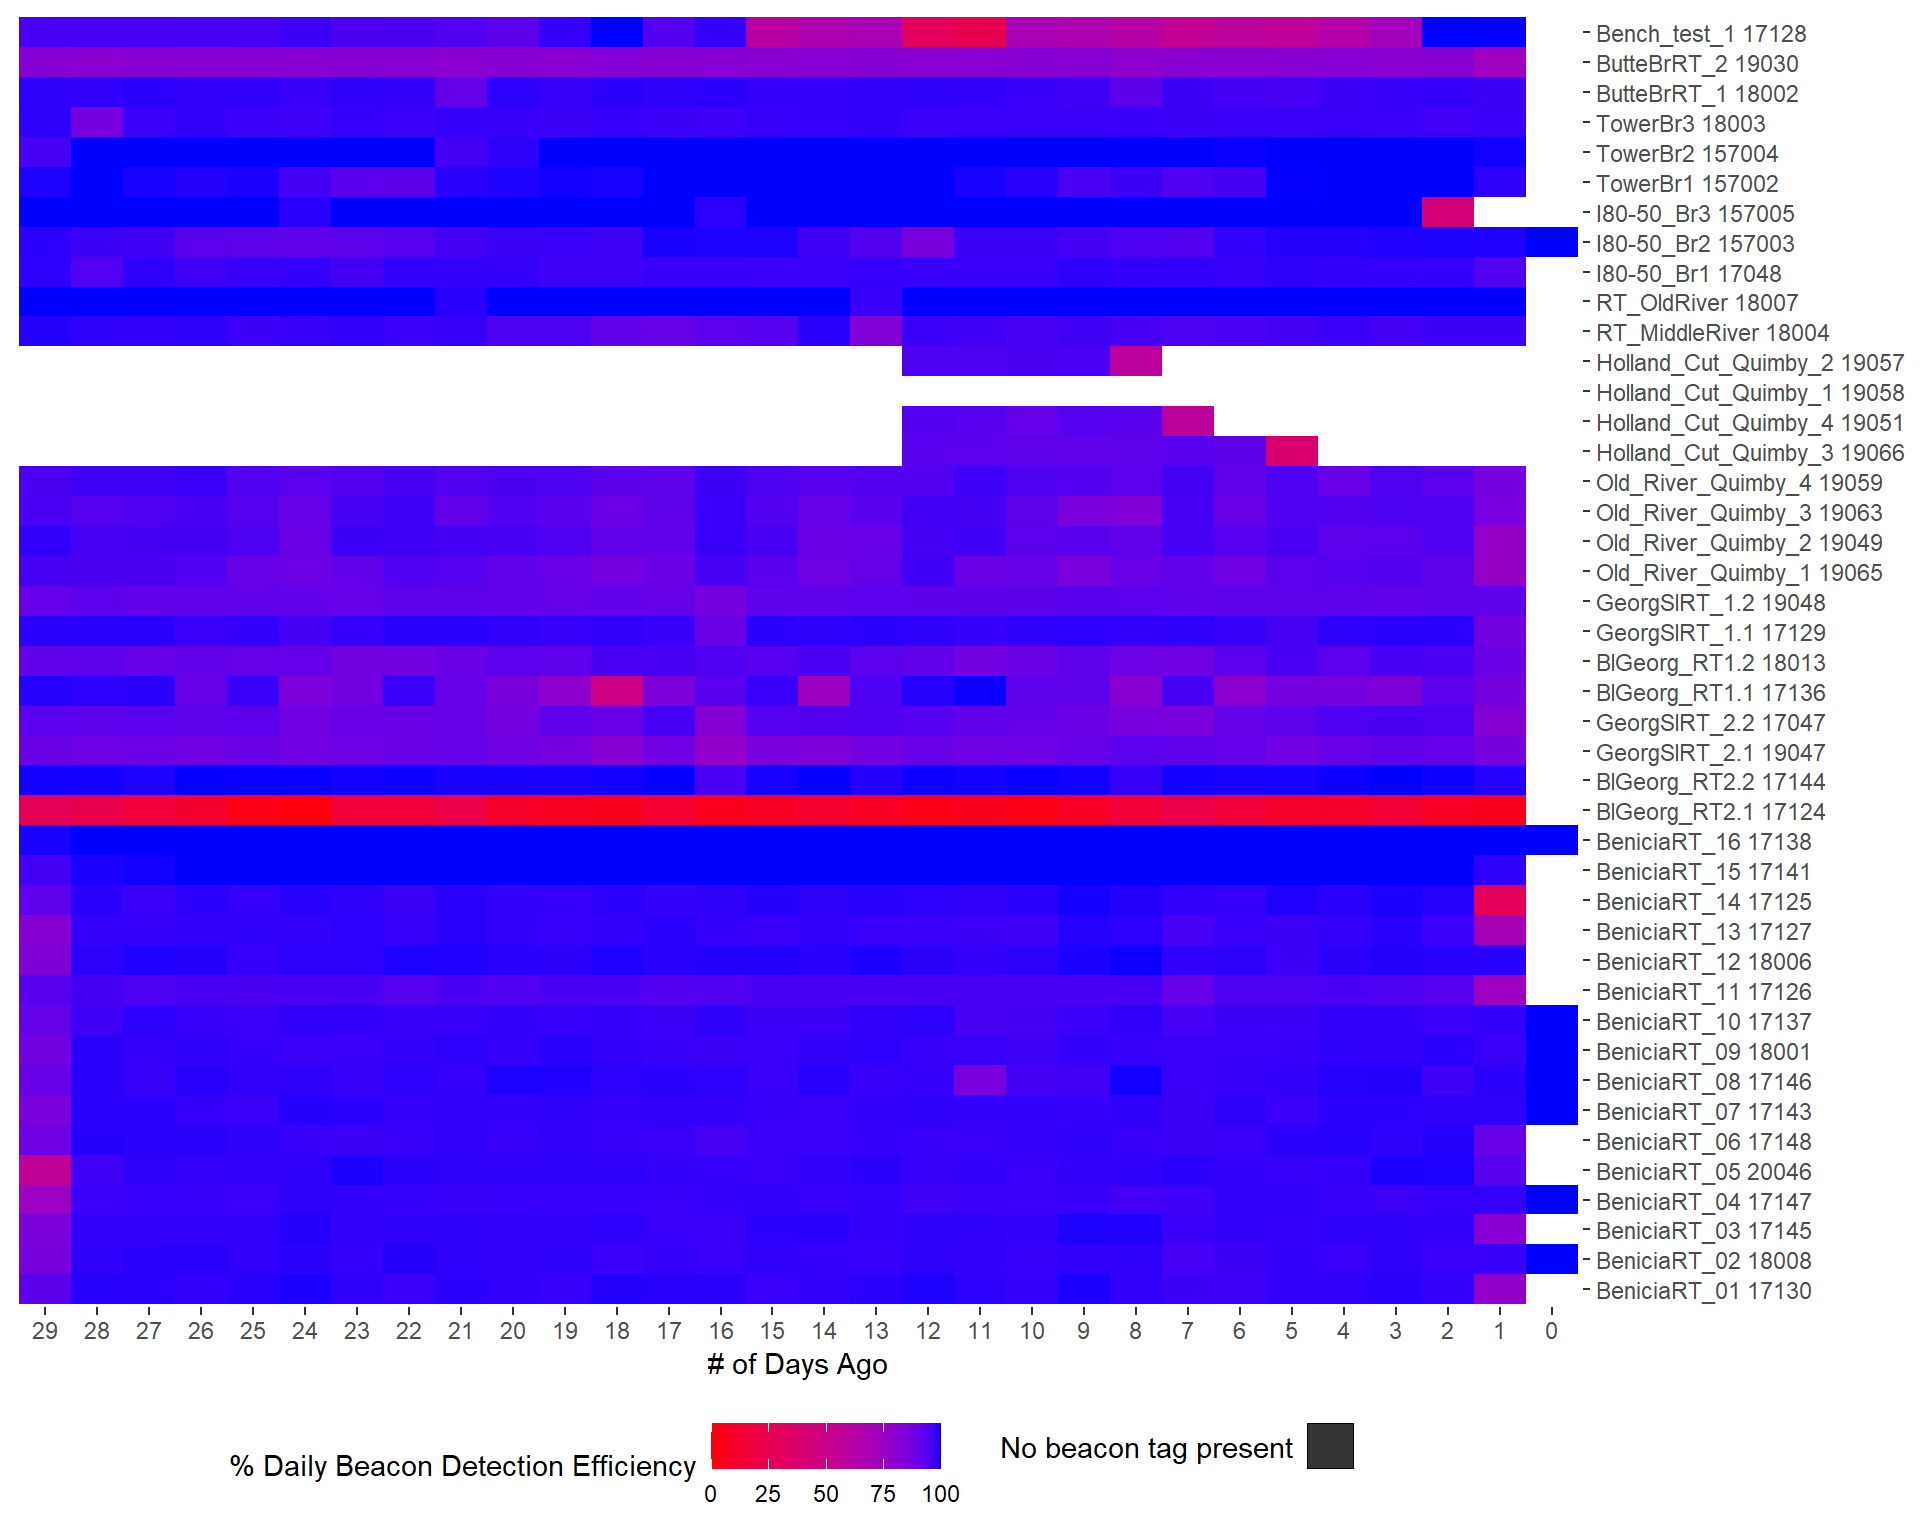 Bench_test_1 17128
ButteBrRT_2 19030
ButteBrRT_1 18002
TowerBr3 18003
TowerBr2 157004
TowerBr1 157002
I80-50_Br3 157005
I80-50_Br2 157003
I80-50_Br1 17048
RT_OldRiver 18007
RT_MiddleRiver 18004
Holland_Cut_Quimby_2 19057
Holland_Cut_Quimby_1 19058
Holland_Cut_Quimby_4 19051
Holland_Cut_Quimby_3 19066
Old_River_Quimby_4 19059
Old_River_Quimby_3 19063
Old_River_Quimby_2 19049
Old_River_Quimby_1 19065
GeorgSlRT_1.2 19048
GeorgSlRT_1.1 17129
BlGeorg_RT1.2 18013
BlGeorg_RT1.1 17136
GeorgSlRT_2.2 17047
GeorgSlRT_2.1 19047
BlGeorg_RT2.2 17144
BlGeorg_RT2.1 17124
BeniciaRT_16 17138
BeniciaRT_15 17141
BeniciaRT_14 17125
BeniciaRT_13 17127
BeniciaRT_12 18006
BeniciaRT_11 17126
BeniciaRT_10 17137
BeniciaRT_09 18001
BeniciaRT_08 17146
BeniciaRT_07 17143
BeniciaRT_06 17148
BeniciaRT_05 20046
BeniciaRT_04 17147
BeniciaRT_03 17145
BeniciaRT_02 18008
BeniciaRT_01 17130
29 28 27 26 25 24 23 22 21 20 19 18 17 16 15 14 13 12 11 10 9 8 7 6 5 4 3 2 1 0
# of Days Ago
% Daily Beacon Detection Efficiency
0 25 50 75 100
No beacon tag present